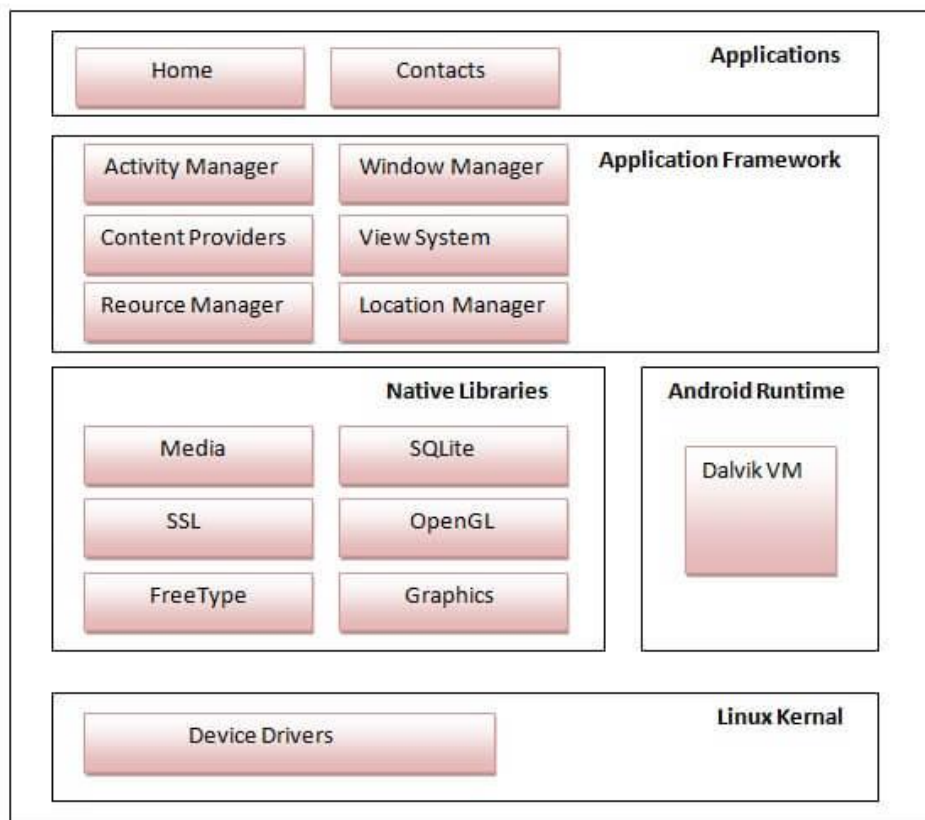 Applications
Home
Contacts
Application Framework
Activity Manager
Window Manager
Content Providers
View System
Reource Manager
Location Manager
Native Libraries
Media
SQLite
SSL
OpenGL
FreeType
Graphics
Android Runtime
Dalvik VM
Linux Kernal
Device Drivers